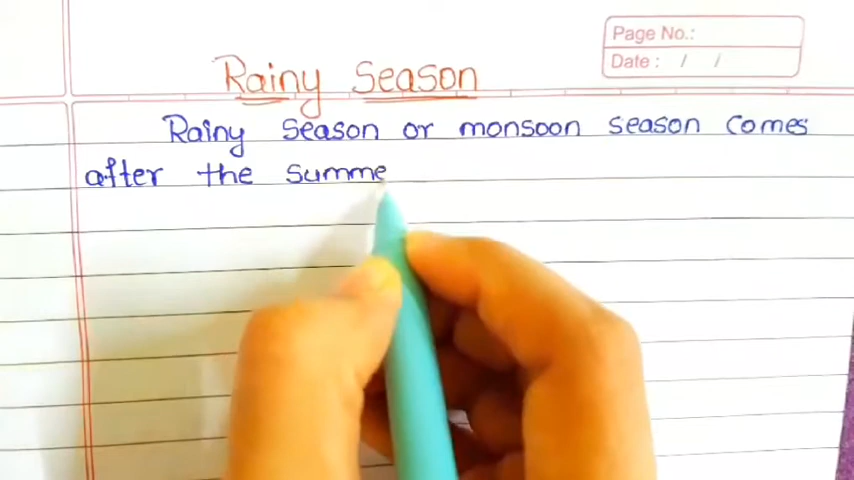 Page No.:
Date : / /
Rainy Season
Rainy season or monsoon season comes
after the summe